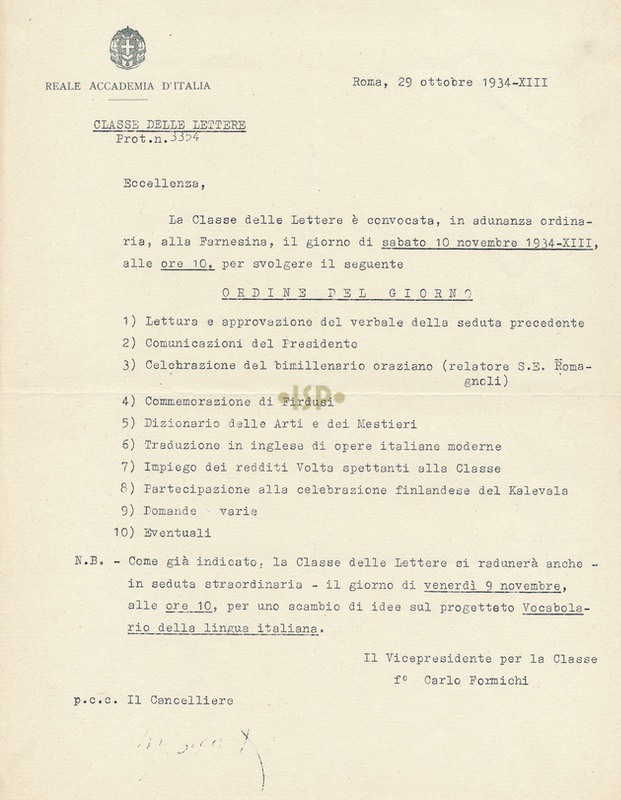 REALE ACCADEMIA D'ITALIA
Roma, 29 ottobre 1934-XIII
CLASSE DELLE LETTERE
Prot.n.3354
Eccellenza,
La Classe delle Lettere è convocata, in adunanza ordina-
ria, alla Farnesina, il giorno di sabato 10 novembre 1934-XIII,
alle ore 10, per svolgere il seguente
ORDINE DEL GIORNO
1) Lettura e approvazione del verbale della seduta precedente
2) Comunicazioni del Presidente
3) Celebrazione del bimillenario oraziano (relatore S.E. Roma-
gnoli)
•ISP•
4) Commemorazione di Firdusi
5) Dizionario delle Arti e dei Mestieri
6) Traduzione in inglese di opere italiane moderne
7) Impiego dei redditi Volta spettanti alla Classe
8) Partecipazione alla celebrazione finlandese del Kalevala
9) Domande varie
10) Eventuali
N.B. - Come già indicato, la Classe delle Lettere si radunerà anche -
in seduta straordinaria - il giorno di venerdì 9 novembre,
alle ore 10, per uno scambio di idee sul progetteto Vocabola-
rio della lingua italiana.
Il Vicepresidente per la Classe
f° Carlo Formichi
p.c.c. Il Cancelliere